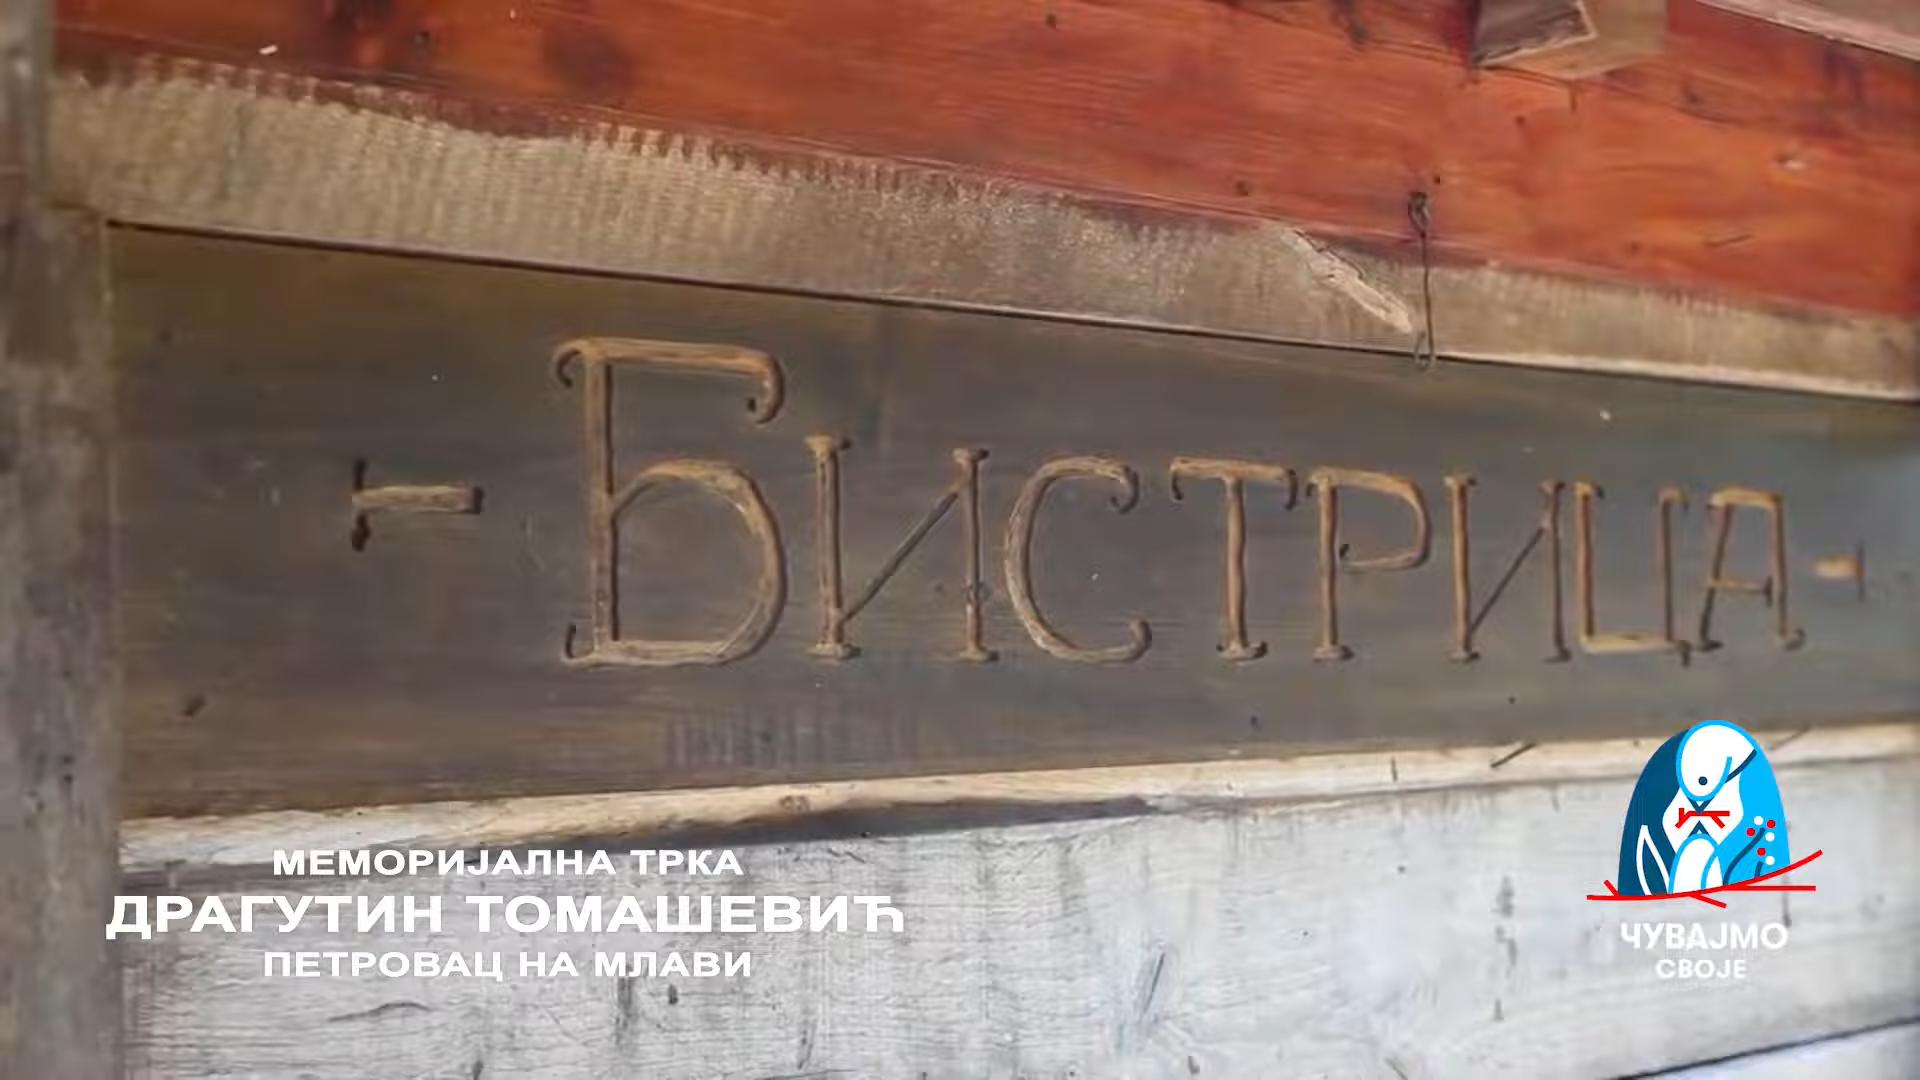 - БИСТРИЦА -
МЕМОРИЈАЛНА ТРКА
ДРАГУТИН ТОМАШЕВИЋ
ПЕТРОВАЦ НА МЛАВИ
ЧУВАЈМО
СВОЈЕ